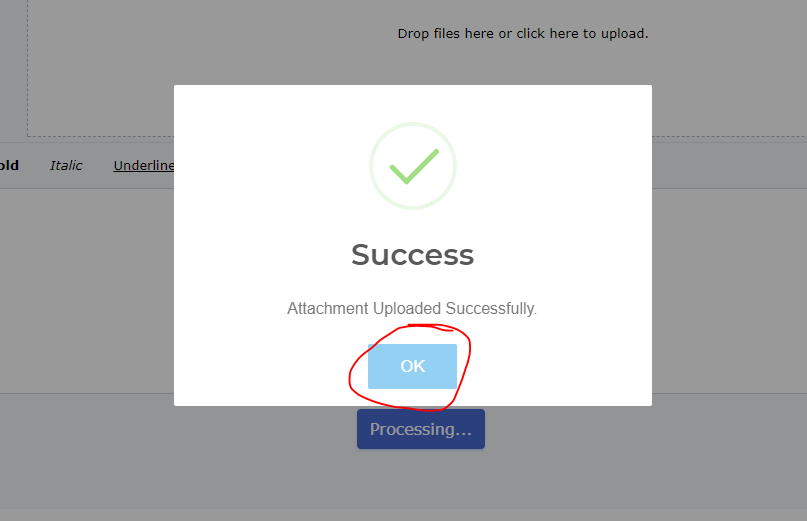 Drop files here or click here to upload.
old Italic Underline
Success
Attachment Uploaded Successfully.
OK
Processing...